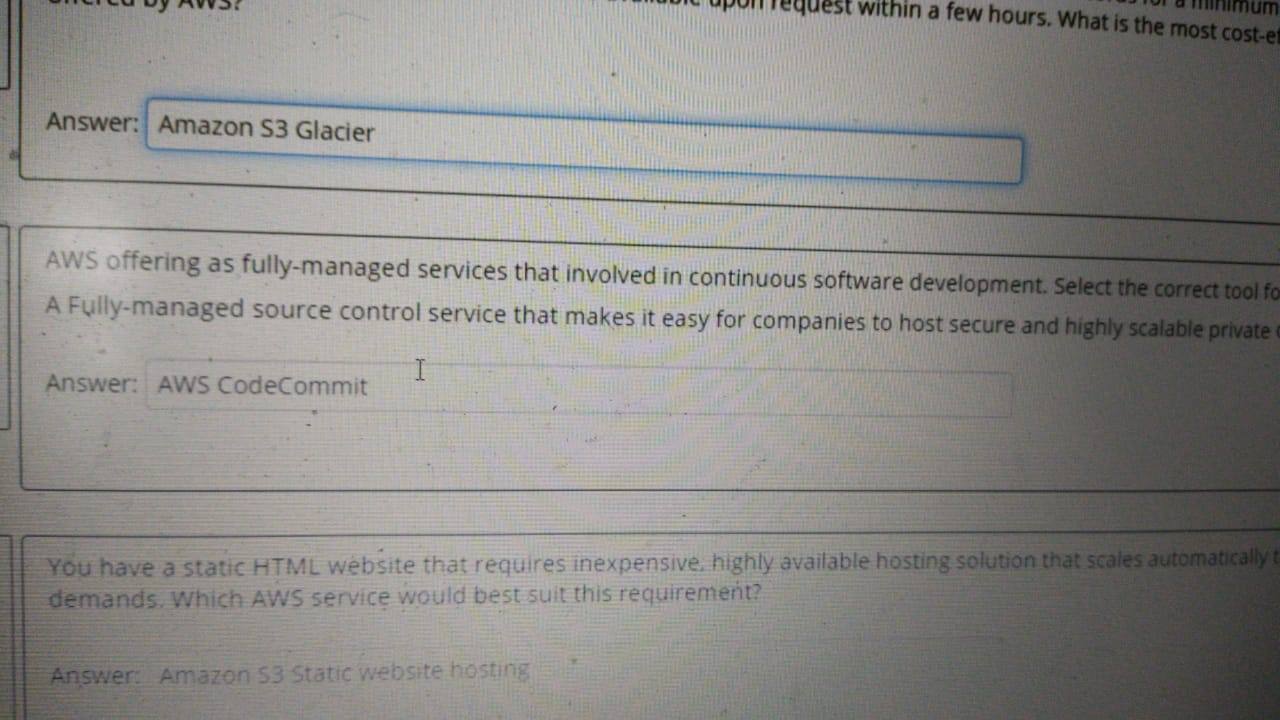 by AWS?
upon request within a few hours. What is the most
Answer: Amazon S3 Glacier
AWS offering as fully-managed services that involved in continuous software development. Select the correct tool
A Fully-managed source control service that makes it easy for companies to host secure and highly scalable private
Answer: AWS CodeCommit
You have a static HTML website that requires inexpensive, highly available hosting solution that scales automatically
demands. Which AWS service would best suit this requirement?
Answer: Amazon S3 Static website hosting